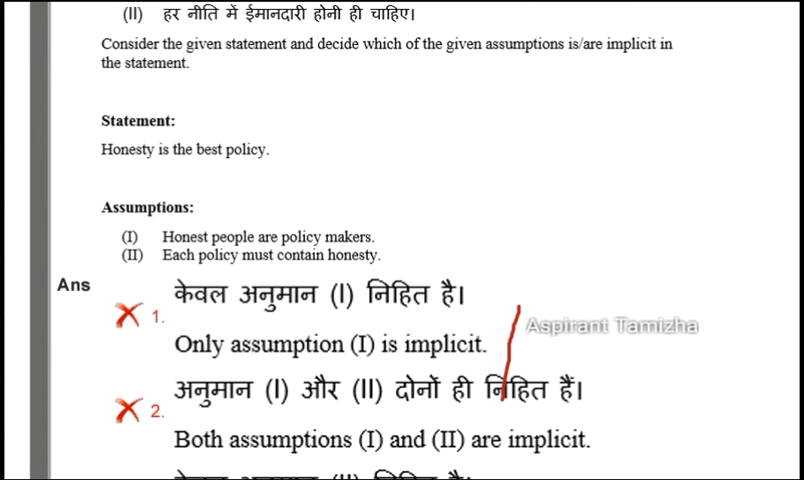 (II) हर नीति में ईमानदारी होनी ही चाहिए।
Consider the given statement and decide which of the given assumptions is/are implicit in
the statement.
Statement:
Honesty is the best policy.
Assumptions:
(I) Honest people are policy makers.
(II) Each policy must contain honesty.
Ans
केवल अनुमान (I) निहित है।
1.
Aspirant Tamizha
Only assumption (I) is implicit.
अनुमान (I) और (II) दोनों ही निहित हैं।
2.
Both assumptions (I) and (II) are implicit.